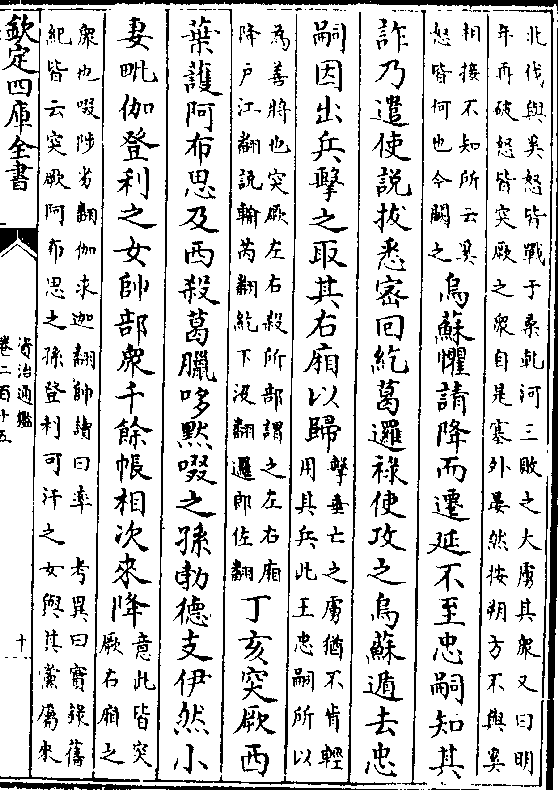 北伐與奚怒皆戰于桑乾河三敗之大虜其衆又曰明
年再破怒皆突厥之衆自是塞外晏然按朔方不與奚
相接不知所云奚
怒皆何也今闕之
烏蘇懼請降而遷延不至忠嗣知其
詐乃遣使説拔悉密回紇葛邏祿使攻之烏蘇遁去忠
嗣因出兵擊之取其右廂以歸
擊垂亡之虜猶不肯輕
用其兵此王忠嗣所以
為善將也突厥左右殺所部謂之左右廂
降户江翻説輸芮翻紇下没翻邏郎佐翻
丁亥突厥西
葉護阿布思及西殺葛臘哆黙啜之孫勃德支伊然小
妻毗伽登利之女帥部衆千餘帳相次來降
意此皆突
厥右廂之
衆也啜陟劣翻伽求迦翻帥讀曰率 考異曰實錄舊
紀皆云突厥阿布思之孫登利可汗之女與其黨屬來
欽定四庫全書
資治通鑑
卷二百十五
十